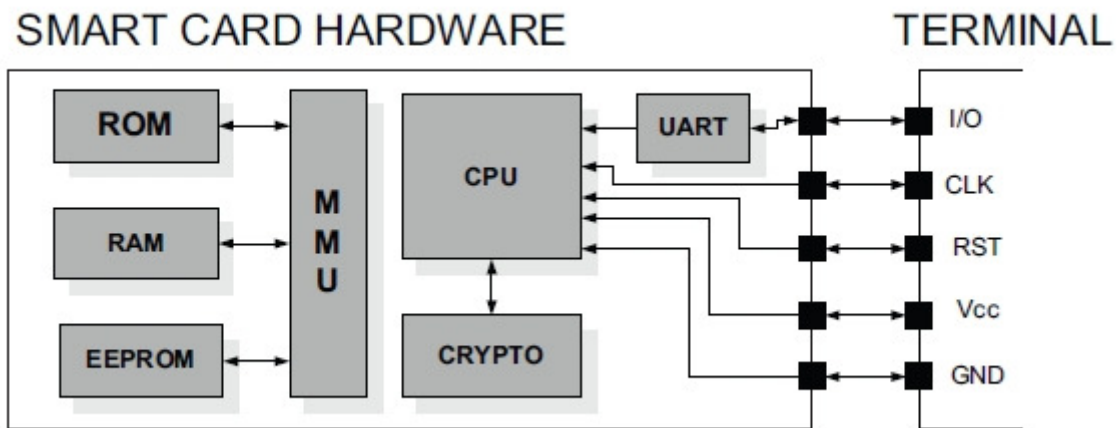 SMART CARD HARDWARE
TERMINAL
ROM
RAM
EEPROM
M
M
U
CPU
CRYPTO
UART
I/O
CLK
RST
Vcc
GND